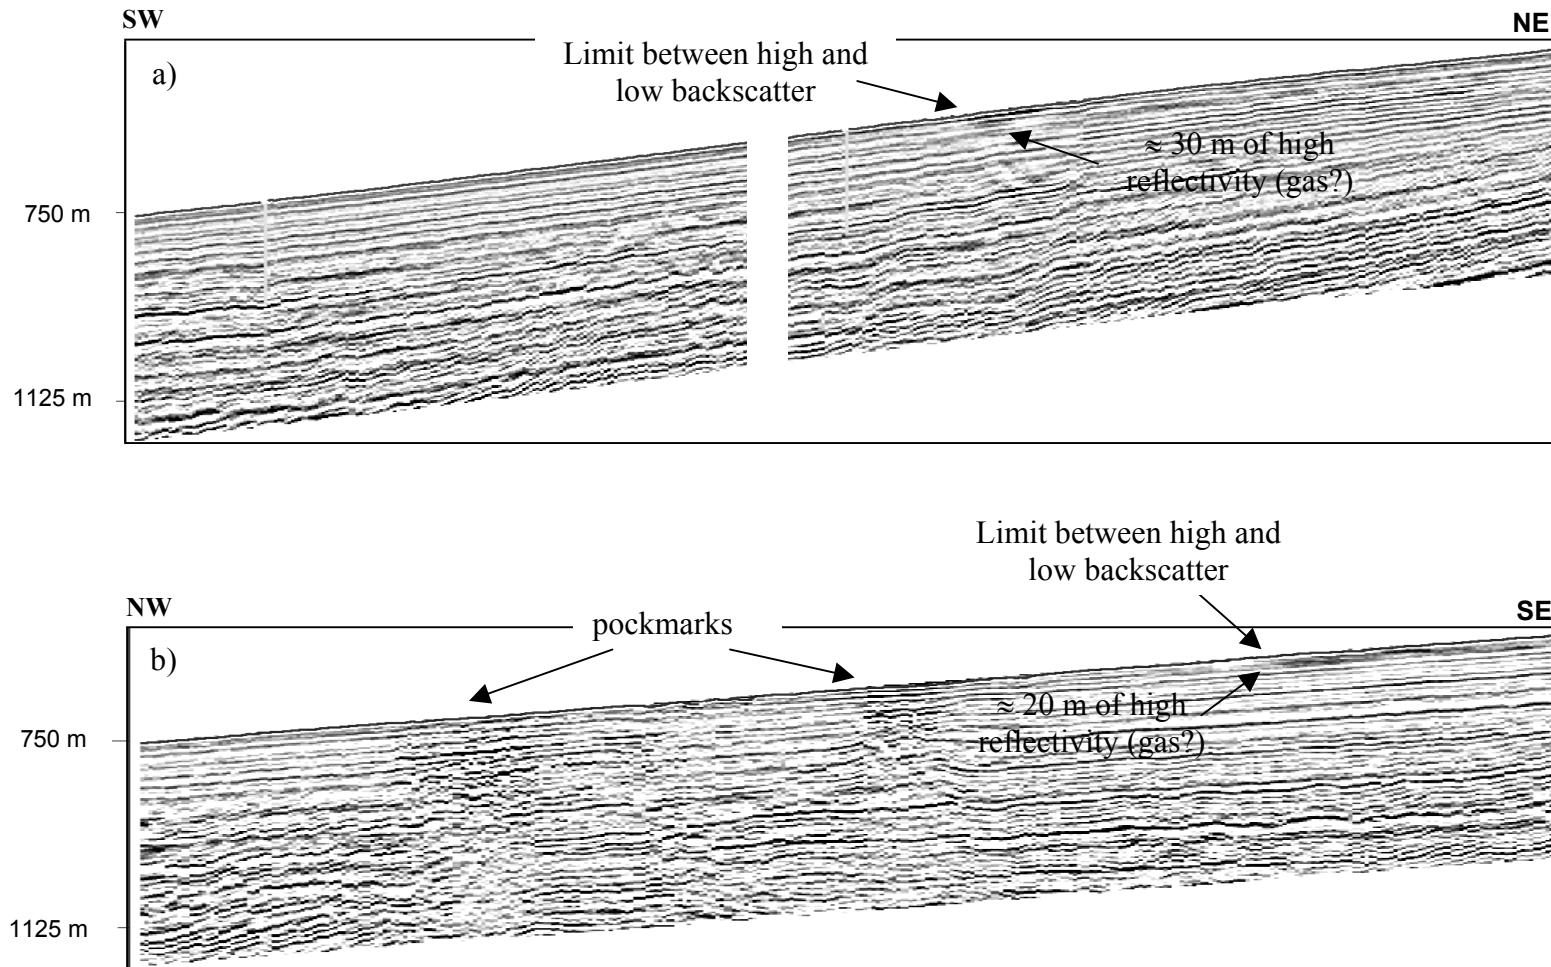 SW
NE
a)
Limit between high and
low backscatter
≈ 30 m of high
reflectivity (gas?)
750 m
1125 m
Limit between high and
low backscatter
NW
SE
pockmarks
b)
≈ 20 m of high
reflectivity (gas?)
750 m
1125 m